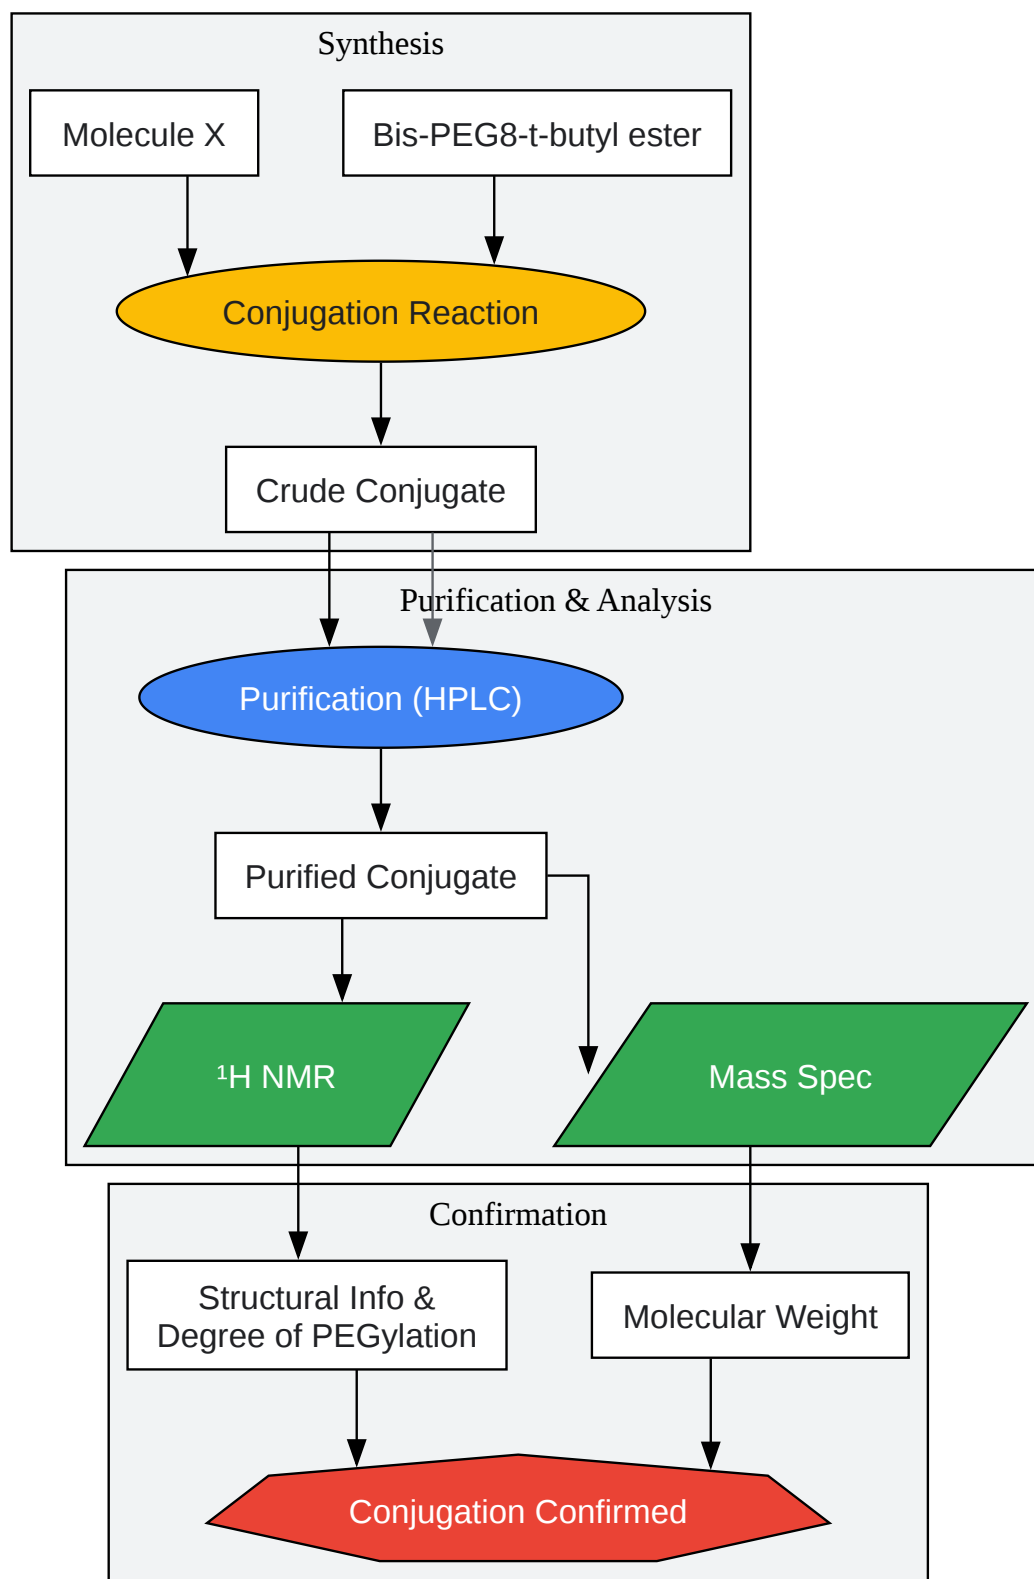 Synthesis
Molecule X
Bis-PEG8-t-butyl ester
Conjugation Reaction
Crude Conjugate
Purification & Analysis
Purification (HPLC)
Purified Conjugate
¹H NMR
Mass Spec
Confirmation
Structural Info &
Degree of PEGylation
Molecular Weight
Conjugation Confirmed